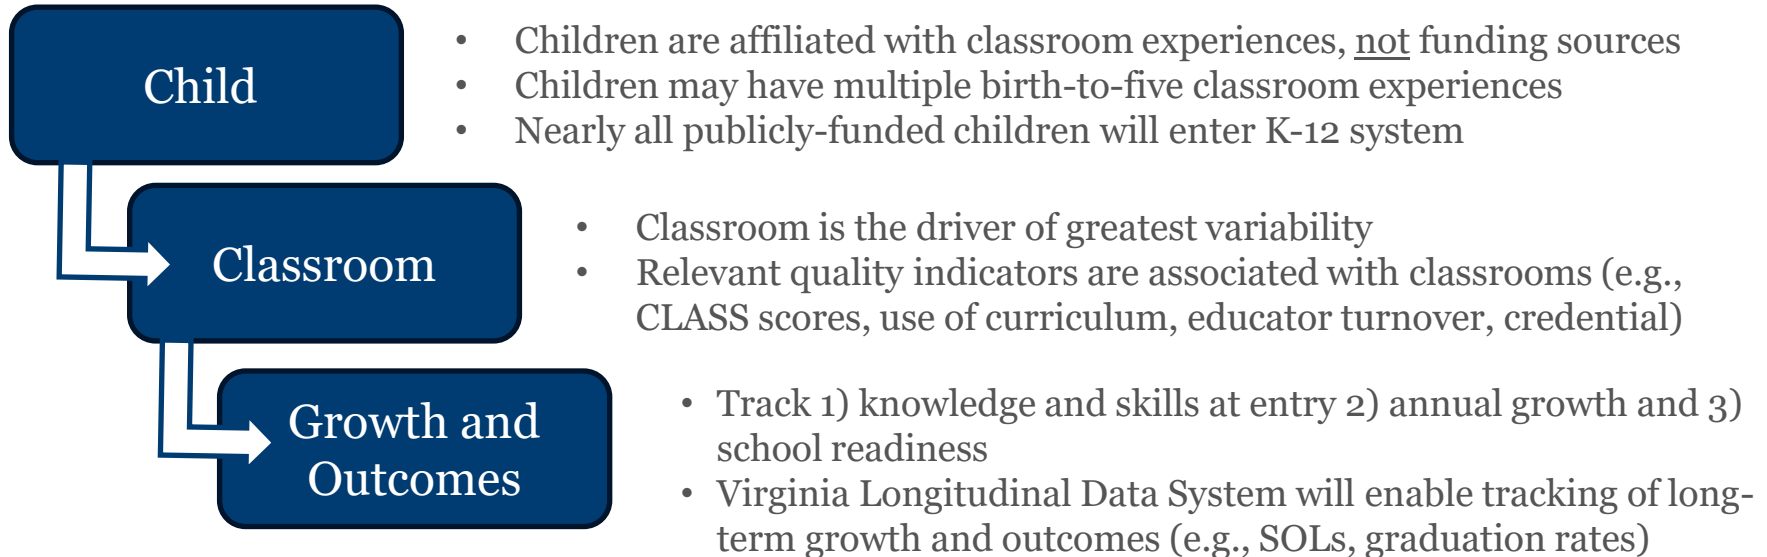 Child
• Children are affiliated with classroom experiences, not funding sources
• Children may have multiple birth-to-five classroom experiences
• Nearly all publicly-funded children will enter K-12 system
Classroom
• Classroom is the driver of greatest variability
• Relevant quality indicators are associated with classrooms (e.g.,
CLASS scores, use of curriculum, educator turnover, credential)
Growth and
Outcomes
• Track 1) knowledge and skills at entry 2) annual growth and 3)
school readiness
• Virginia Longitudinal Data System will enable tracking of long-
term growth and outcomes (e.g., SOLs, graduation rates)